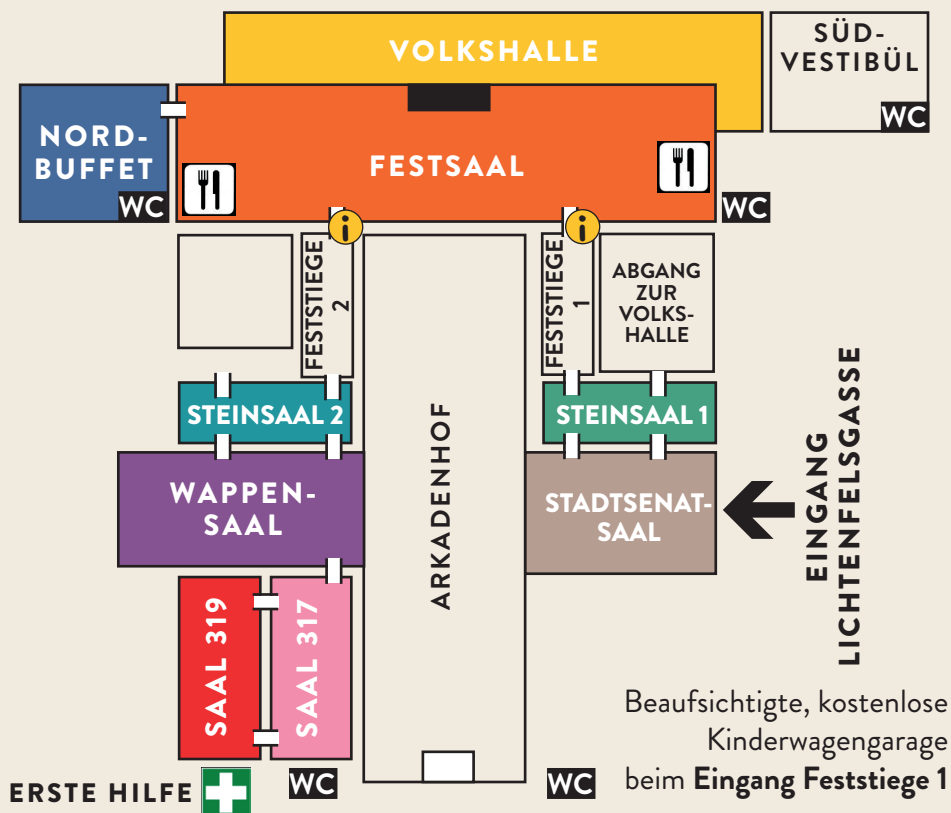 VOLKSHALLE
SÜD-
VESTIBÜL
WC
NORD-
BUFFET
WC
FESTSAAL
WC
i
i
FESTSTIEGE
2
FESTSTIEGE
1
ABGANG
ZUR
VOLKS-
HALLE
STEINSAAL 2
STEINSAAL 1
WAPPEN-
SAAL
ARKADENHOF
STADTSENAT-
SAAL
EINGANG
LICHTENFELSGASSE
SAAL 319
SAAL 317
Beaufsichtigte, kostenlose
Kinderwagengarage
beim Eingang Feststiege 1
ERSTE HILFE
WC
WC